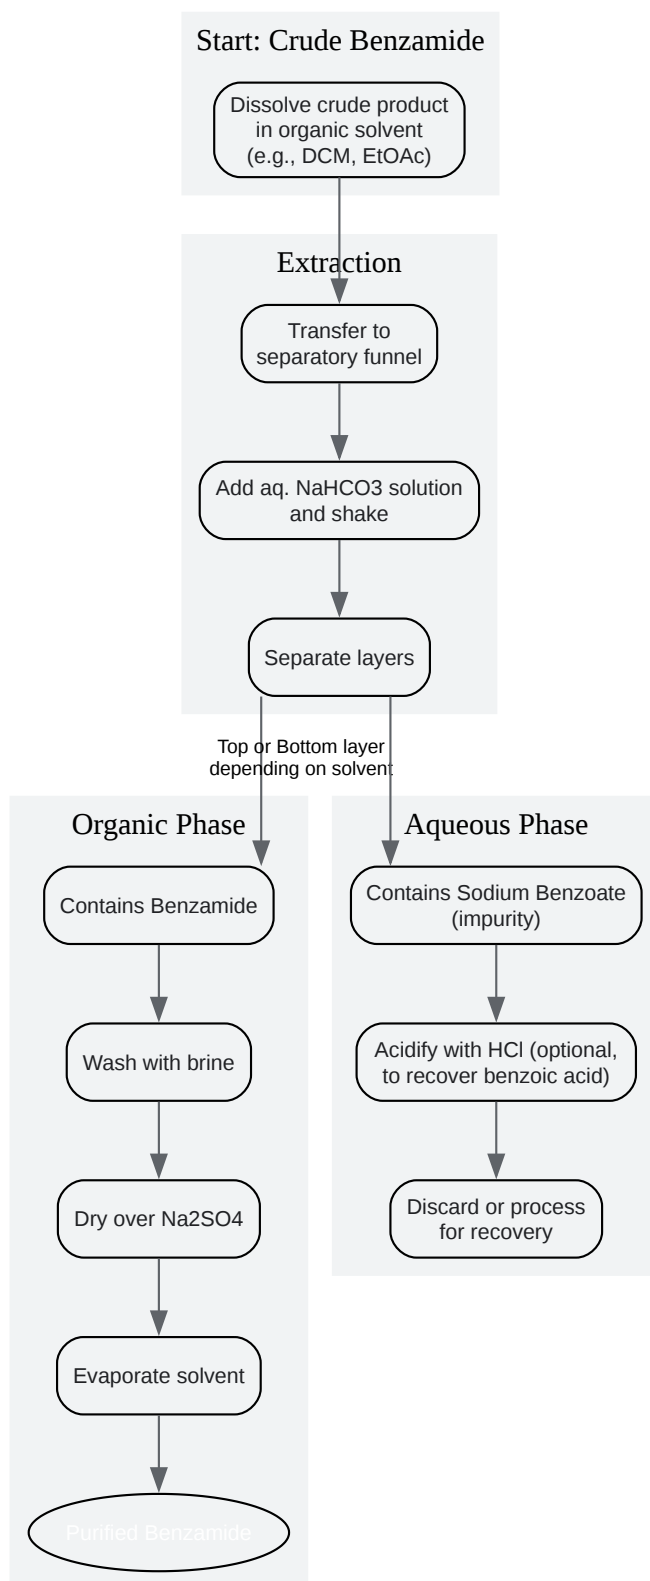 Start: Crude Benzamide
Dissolve crude product
in organic solvent
(e.g., DCM, EtOAc)
Extraction
Transfer to
separatory funnel
Add aq. NaHCO3 solution
and shake
Separate layers
Top or Bottom layer
depending on solvent
Organic Phase
Contains Benzamide
Wash with brine
Dry over Na2SO4
Evaporate solvent
Purified Benzamide
Aqueous Phase
Contains Sodium Benzoate
(impurity)
Acidify with HCl (optional,
to recover benzoic acid)
Discard or process
for recovery